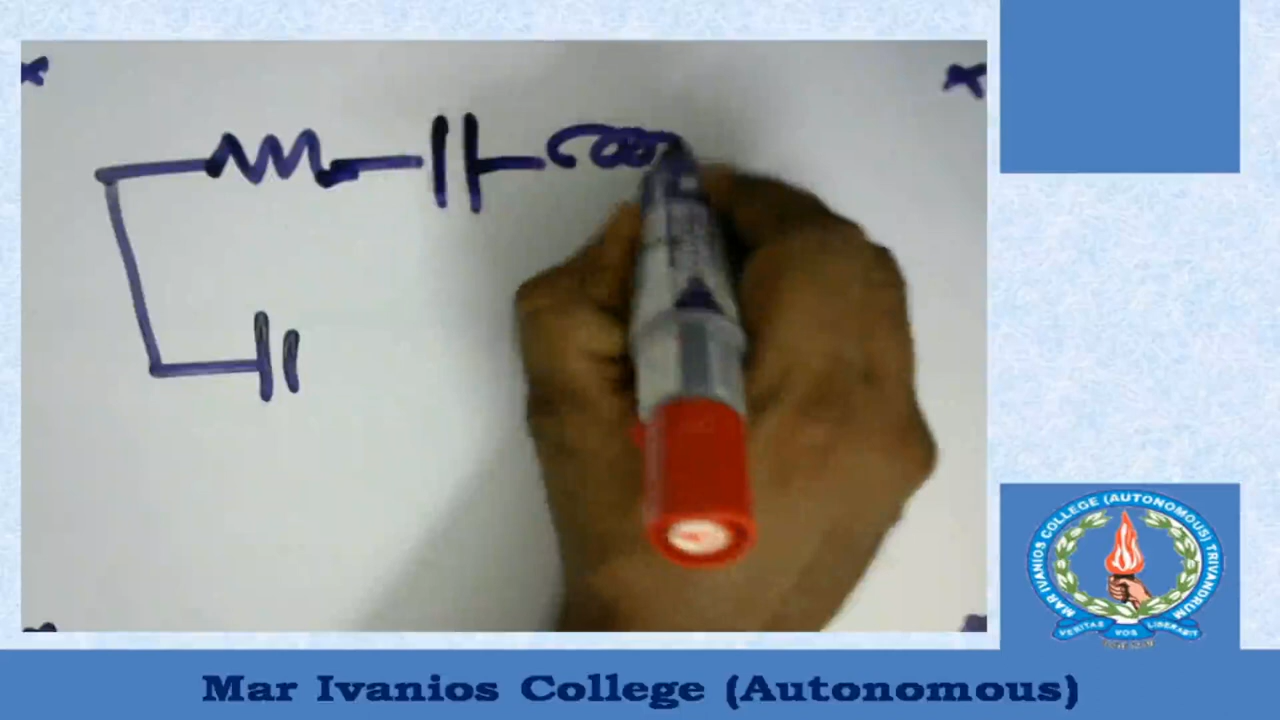 MAR IVANIOS COLLEGE (AUTONOMOUS) TRIVANDRUM
VERITAS VOS LIBERABIT
Mar Ivanios College (Autonomous)